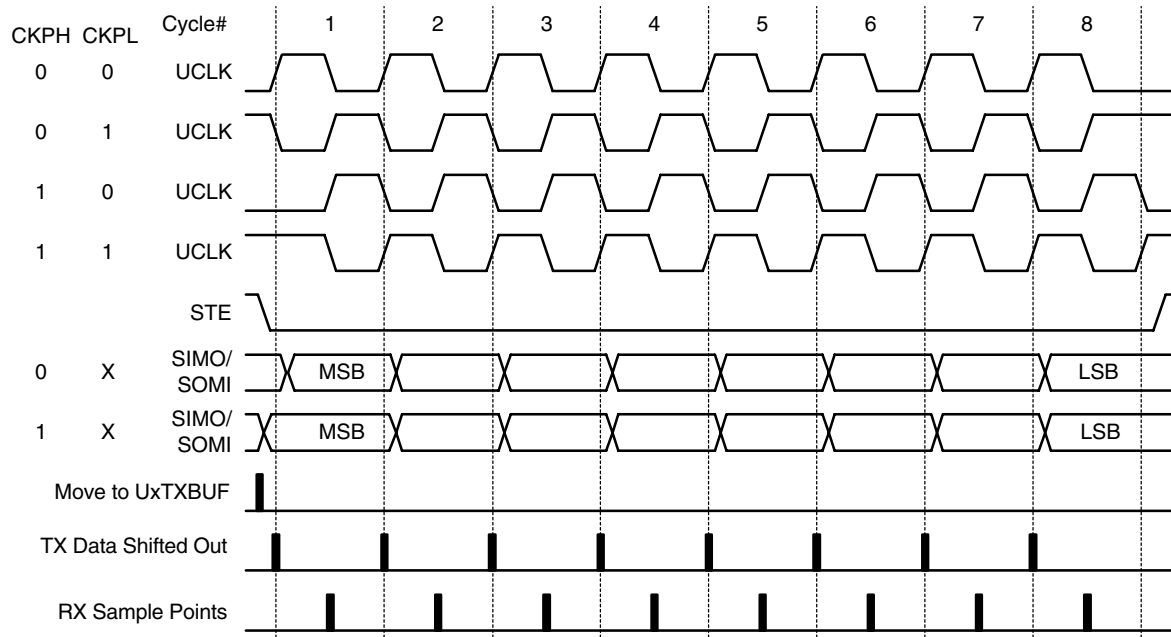 CKPH CKPL Cycle# 1 2 3 4 5 6 7 8
0 0 UCLK
0 1 UCLK
1 0 UCLK
1 1 UCLK
STE
0 X SIMO/
SOMI MSB LSB
1 X SIMO/
SOMI MSB LSB
Move to UxTXBUF
TX Data Shifted Out
RX Sample Points